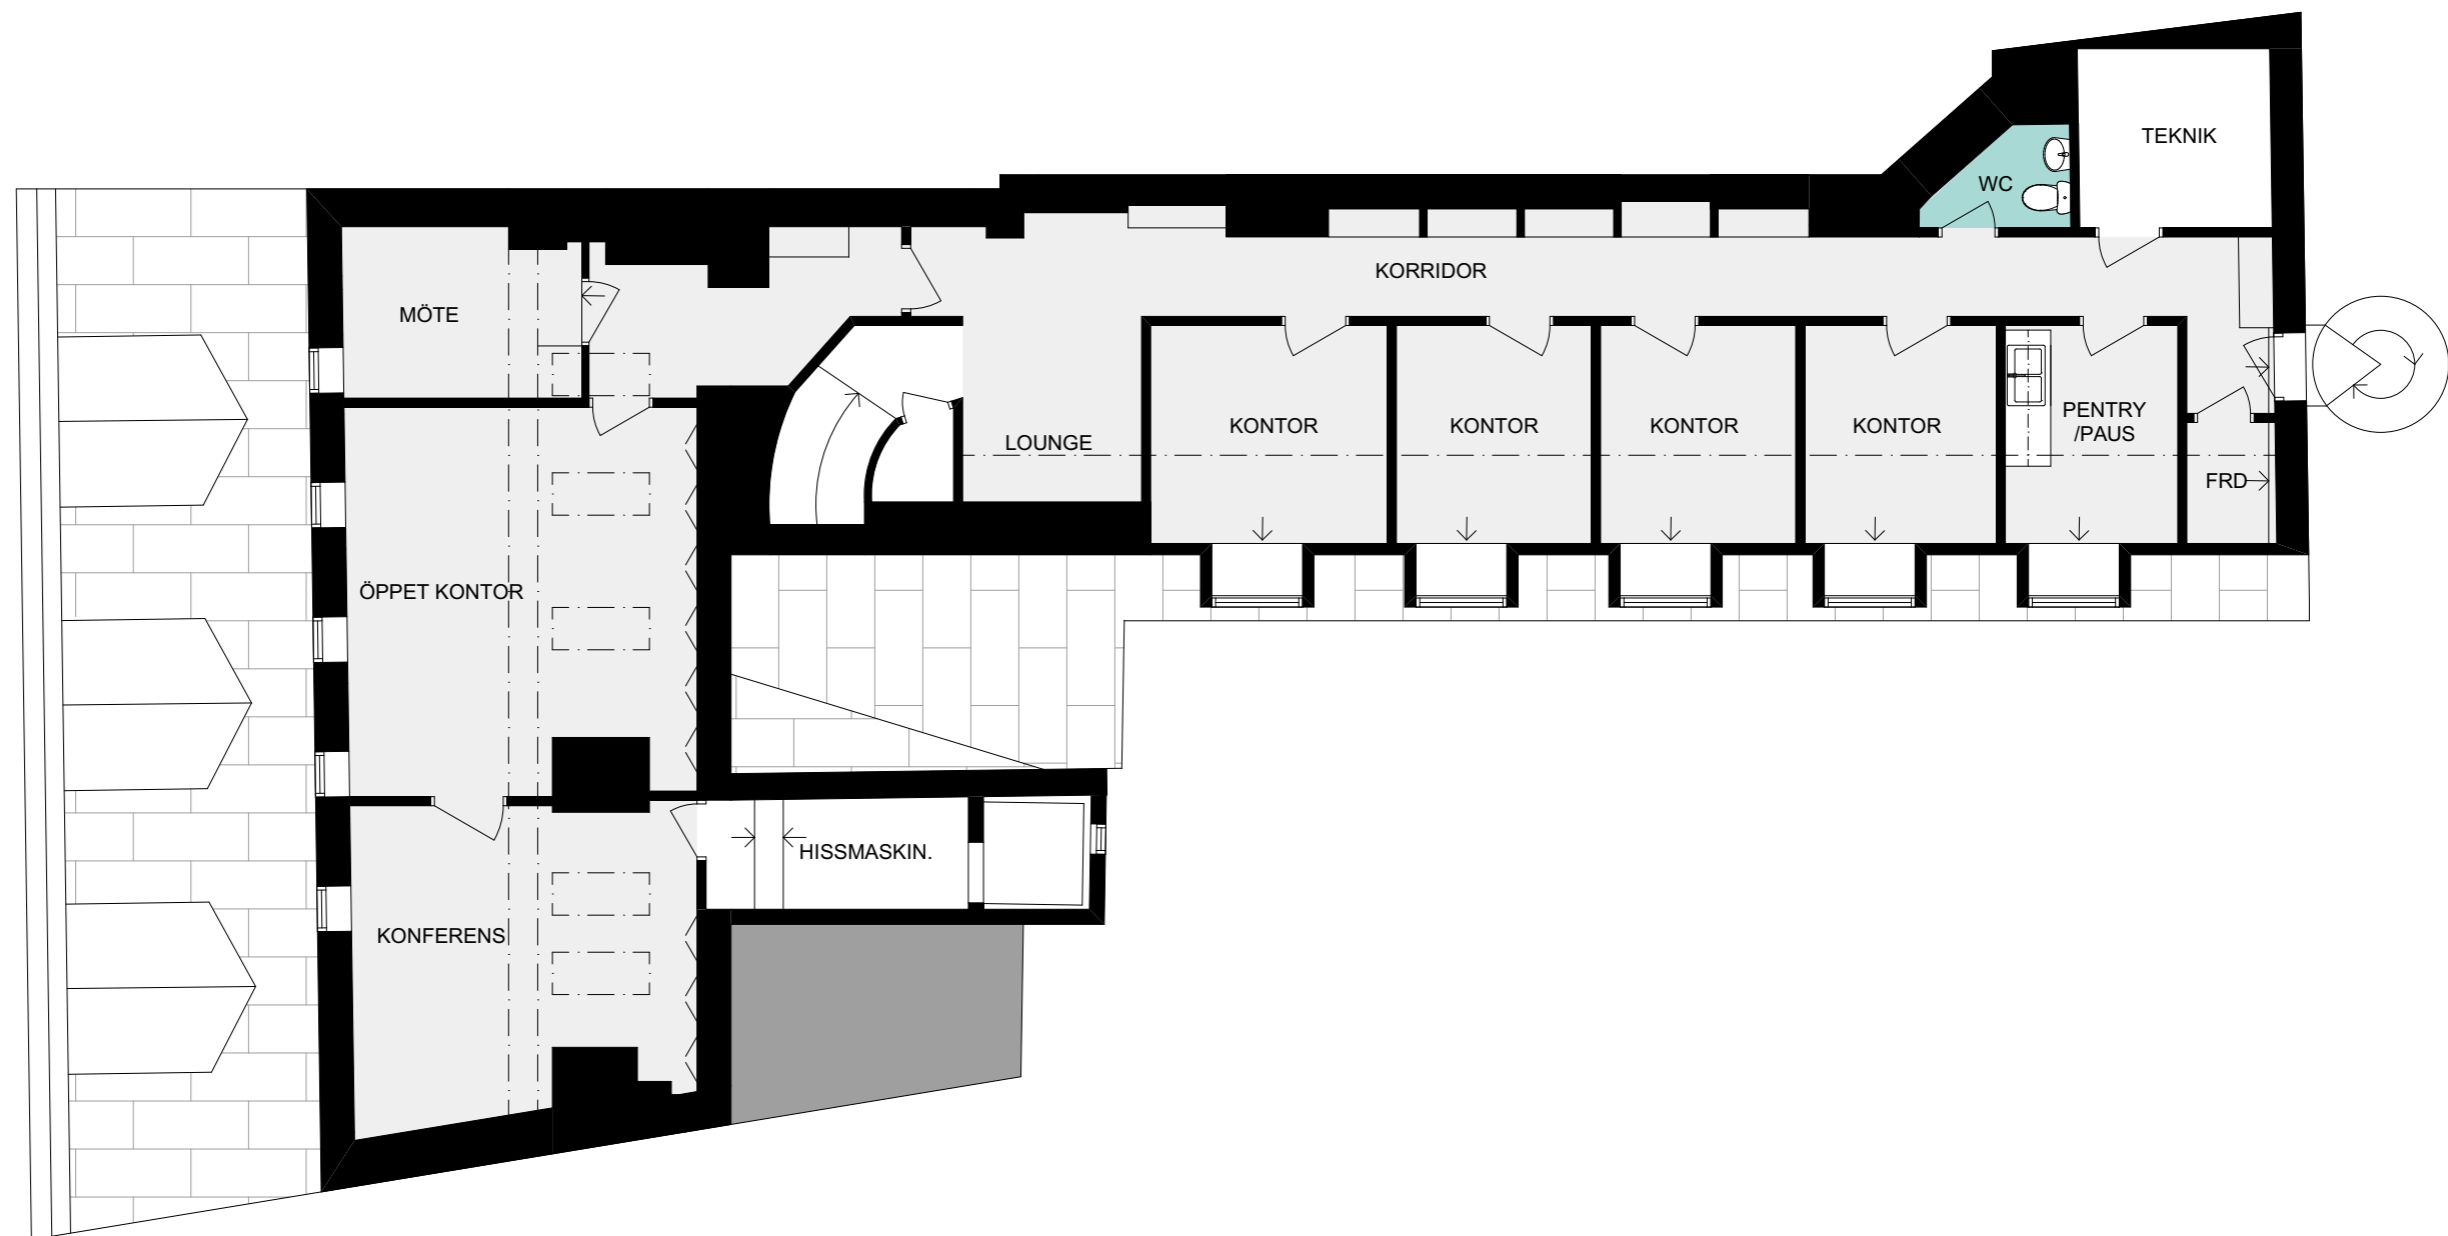 TEKNIK
WC
KORRIDOR
MÖTE
LOUNGE
KONTOR
KONTOR
KONTOR
KONTOR
PENTRY
/PAUS
FRD
ÖPPET KONTOR
HISSMASKIN.
KONFERENS